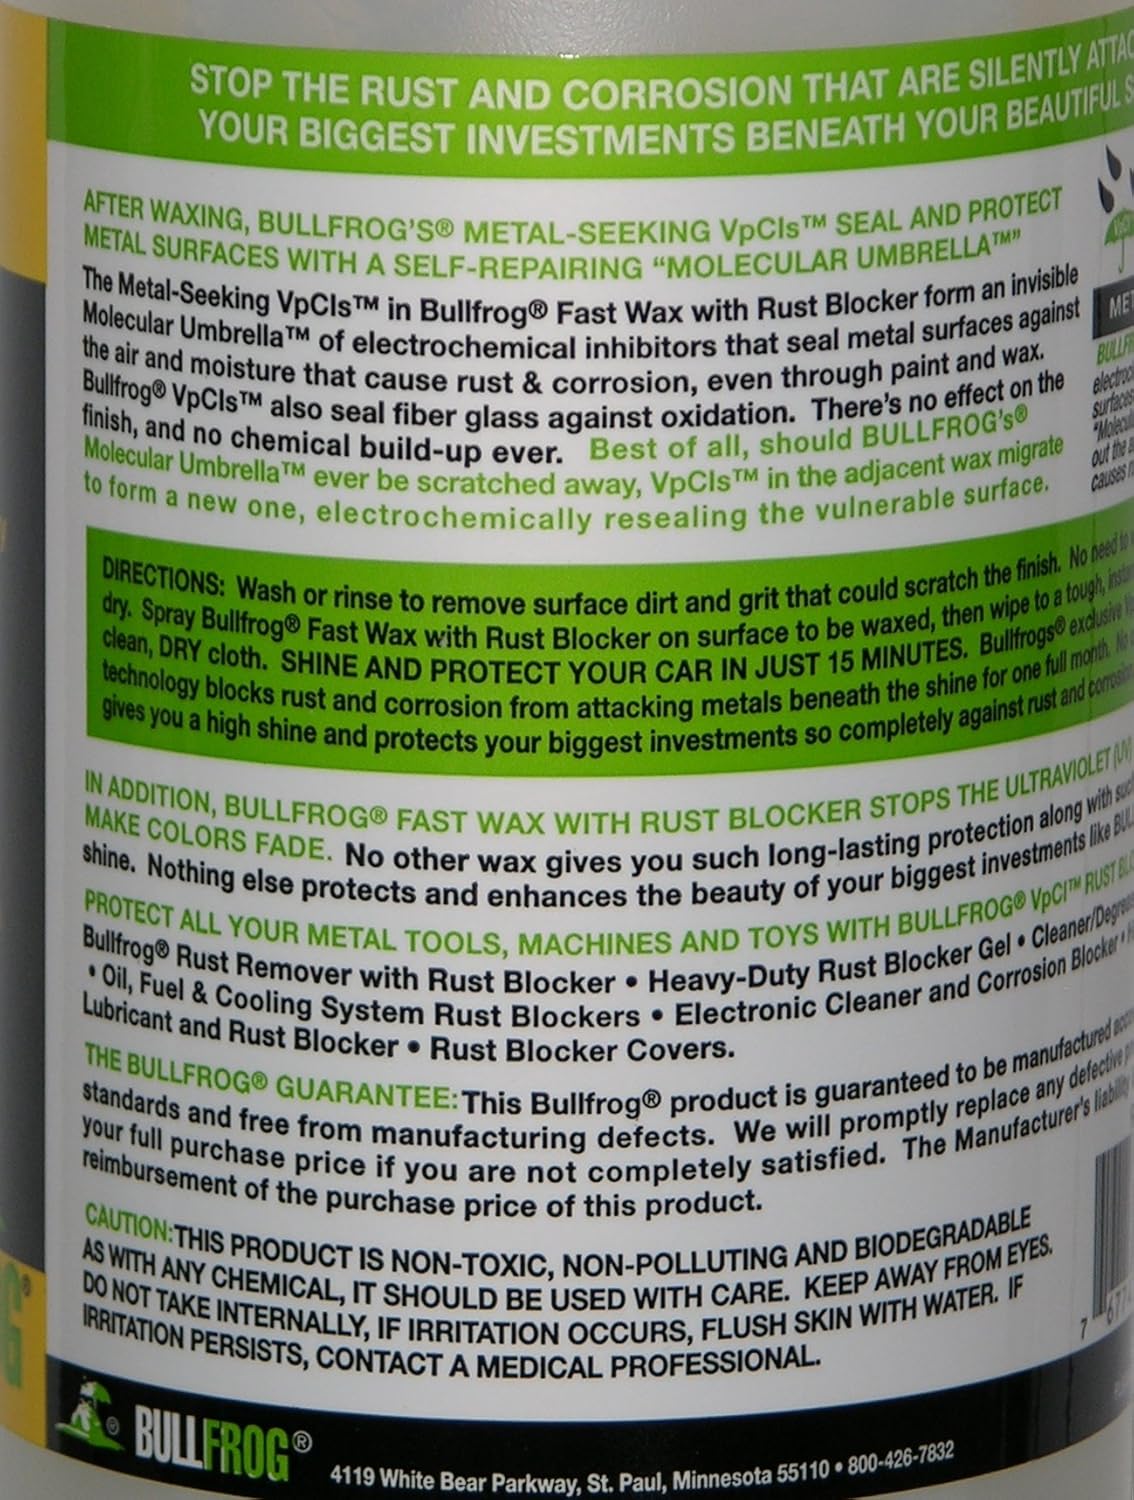 STOP THE RUST AND CORROSION THAT ARE SILENTLY
YOUR BIGGEST INVESTMENTS BENEATH YOUR BEAUTIFUL
AFTER WAXING, BULLFROG'S® METAL-SEEKING VpCIs™ SEAL AND PROTECT
METAL SURFACES WITH A SELF-REPAIRING “MOLECULAR UMBRELLA™”
The Metal-Seeking VpCIs™ in Bullfrog® Fast Wax with Rust Blocker form an invisible
Molecular Umbrella™ of electrochemical inhibitors that seal metal surfaces against
the air and moisture that cause rust & corrosion, even through paint and wax.
Bullfrog® VpCIs™ also seal fiber glass against oxidation. There's no effect on the
finish, and no chemical build-up ever. Best of all, should BULLFROG's®
Molecular Umbrella™ ever be scratched away, VpCIs™ in the adjacent wax migrate
to form a new one, electrochemically resealing the vulnerable surface.
DIRECTIONS: Wash or rinse to remove surface dirt and grit that could scratch the finish. No need to
dry. Spray Bullfrog® Fast Wax with Rust Blocker on surface to be waxed, then wipe to a tough,
clean, DRY cloth. SHINE AND PROTECT YOUR CAR IN JUST 15 MINUTES. Bullfrogs® exclusive
technology blocks rust and corrosion from attacking metals beneath the shine for one full month. No
gives you a high shine and protects your biggest investments so completely against rust and corrosion
IN ADDITION, BULLFROG® FAST WAX WITH RUST BLOCKER STOPS THE ULTRAVIOLET (UV)
MAKE COLORS FADE. No other wax gives you such long-lasting protection along with such
shine. Nothing else protects and enhances the beauty of your biggest investments like
PROTECT ALL YOUR METAL TOOLS, MACHINES AND TOYS WITH BULLFROG® VpCI™ RUST
Bullfrog® Rust Remover with Rust Blocker • Heavy-Duty Rust Blocker Gel •
• Oil, Fuel & Cooling System Rust Blockers • Electronic Cleaner and Corrosion Blocker •
Lubricant and Rust Blocker • Rust Blocker Covers.
THE BULLFROG® GUARANTEE: This Bullfrog® product is guaranteed to be manufactured
standards and free from manufacturing defects. We will promptly replace any defective
your full purchase price if you are not completely satisfied. The Manufacturer's liability
reimbursement of the purchase price of this product.
CAUTION: THIS PRODUCT IS NON-TOXIC, NON-POLLUTING AND BIODEGRADABLE
AS WITH ANY CHEMICAL, IT SHOULD BE USED WITH CARE. KEEP AWAY FROM EYES.
DO NOT TAKE INTERNALLY, IF IRRITATION OCCURS, FLUSH SKIN WITH WATER. IF
IRRITATION PERSISTS, CONTACT A MEDICAL PROFESSIONAL.
BULLFROG®
4119 White Bear Parkway, St. Paul, Minnesota 55110 • 800-426-7832